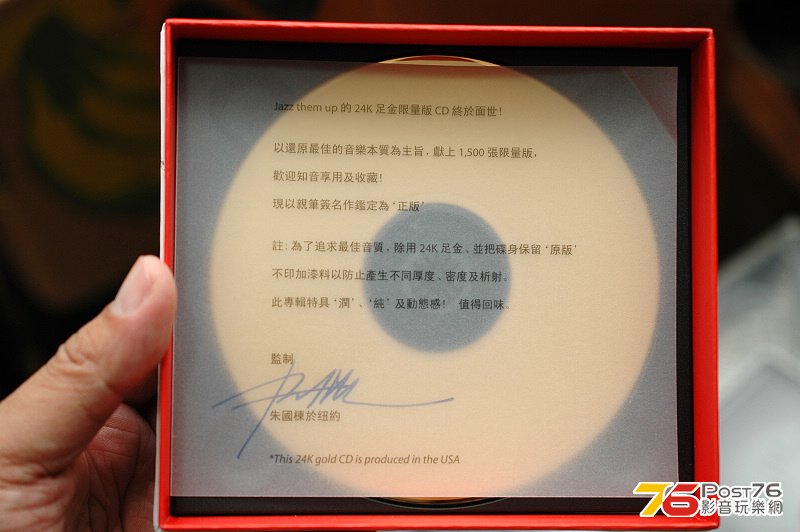 Jazz them up 的 24K 足金限量版 CD 終於面世!
以還原最佳的音樂本質為主旨，獻上 1,500 張限量版，
歡迎知音享用及收藏!
現以親筆簽名作鑑定為 ‘正版’
註: 為了追求最佳音質，除用 24K 足金、並把碟身保留 ‘原版’
不印加漆料以防止產生不同厚度、密度及析射。
此專輯特具 ‘潤’、‘純’ 及動態感! 值得回味。
監制
朱國棟於纽約
*This 24K gold CD is produced in the USA
76 Post76
影音玩樂網